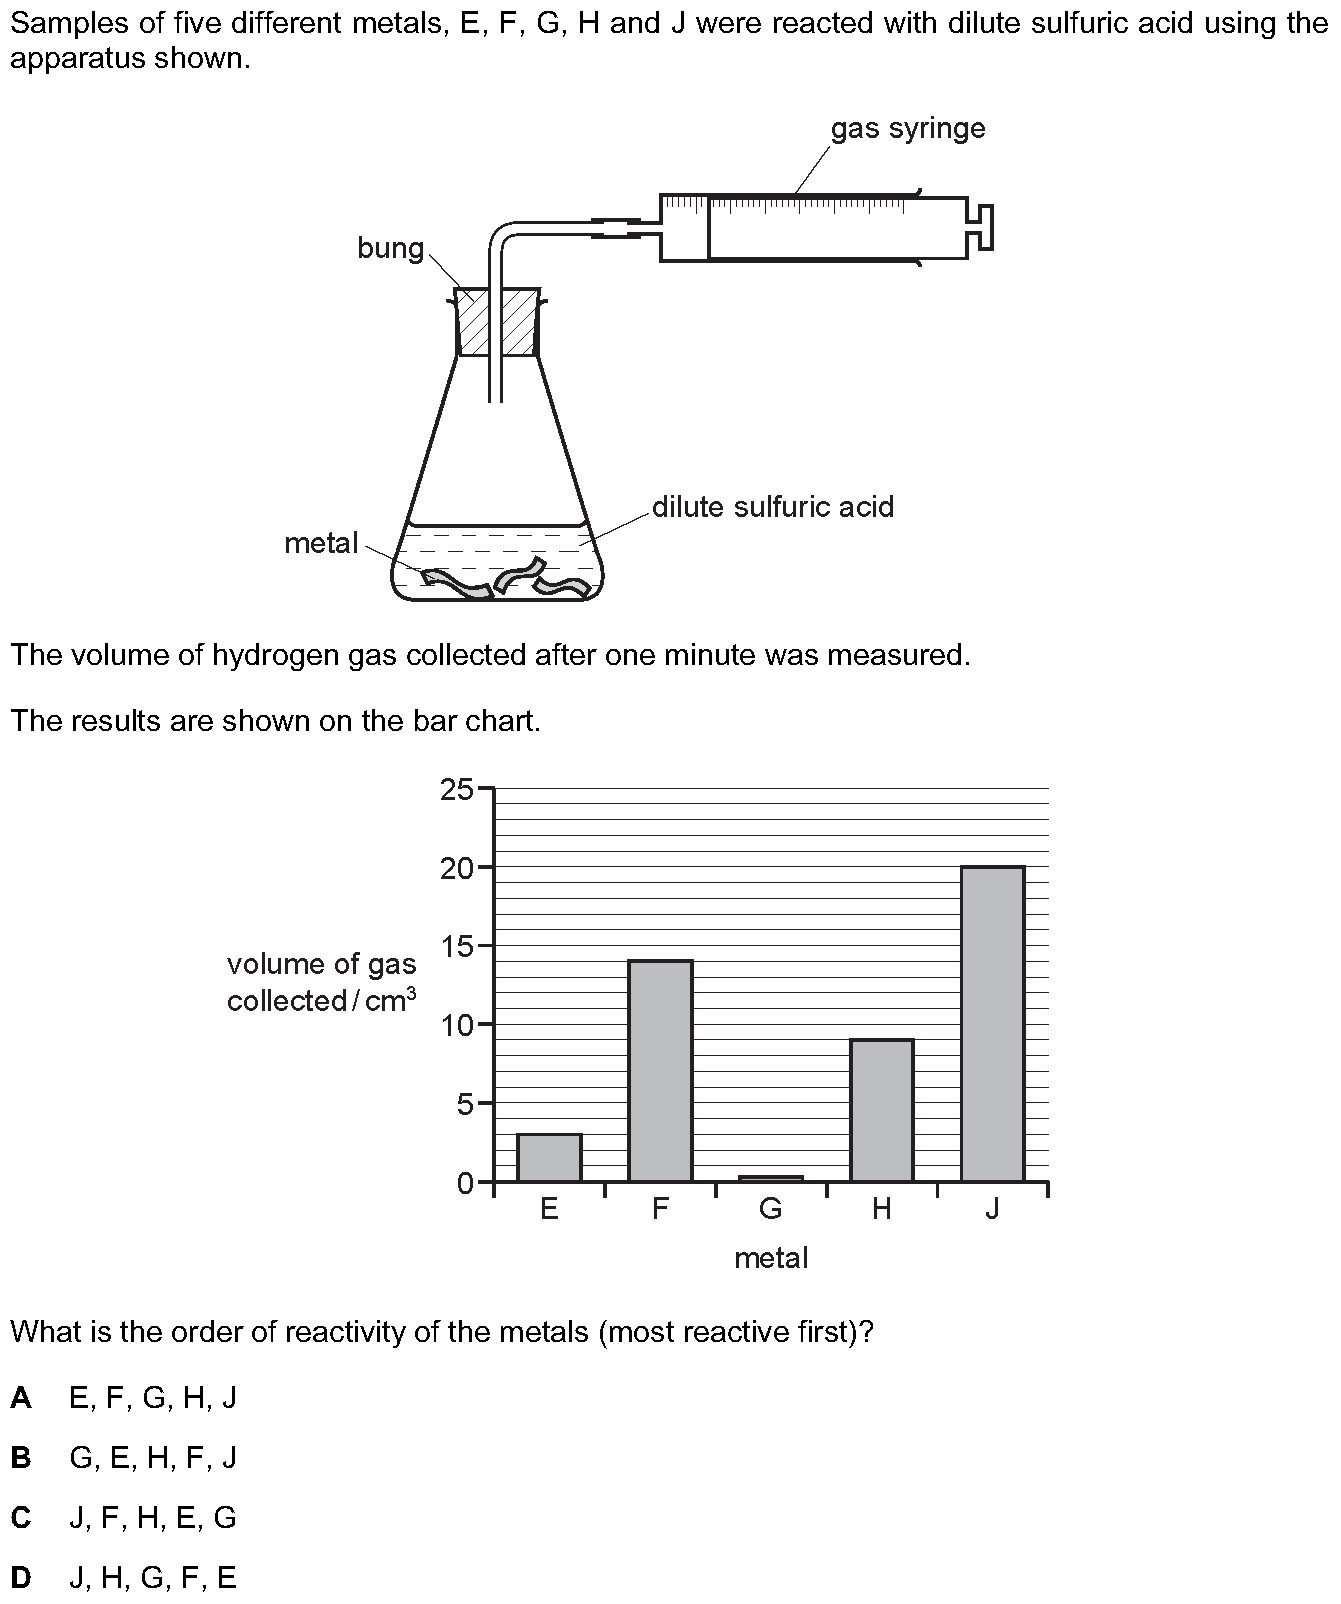 Samples of five different metals, E, F, G, H and J were reacted with dilute sulfuric acid using the
apparatus shown.
gas syringe
bung
dilute sulfuric acid
metal
The volume of hydrogen gas collected after one minute was measured.
The results are shown on the bar chart.
25
20
15
volume of gas
collected / cm³
10
5
0
E F G H J
metal
What is the order of reactivity of the metals (most reactive first)?
A E, F, G, H, J
B G, E, H, F, J
C J, F, H, E, G
D J, H, G, F, E